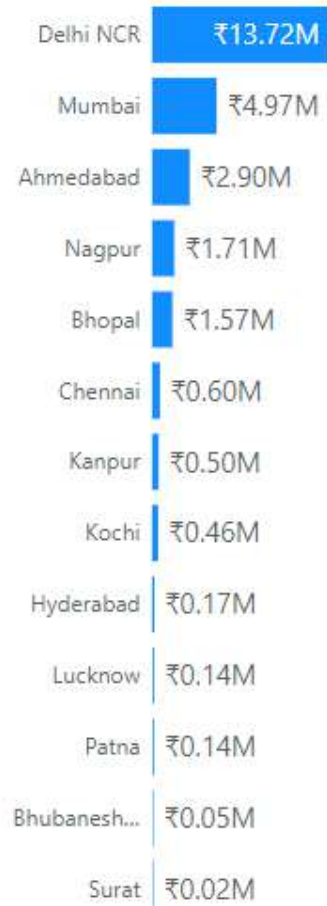 Delhi NCR ₹13.72M
Mumbai ₹4.97M
Ahmedabad ₹2.90M
Nagpur ₹1.71M
Bhopal ₹1.57M
Chennai ₹0.60M
Kanpur ₹0.50M
Kochi ₹0.46M
Hyderabad ₹0.17M
Lucknow ₹0.14M
Patna ₹0.14M
Bhubanesh... ₹0.05M
Surat ₹0.02M